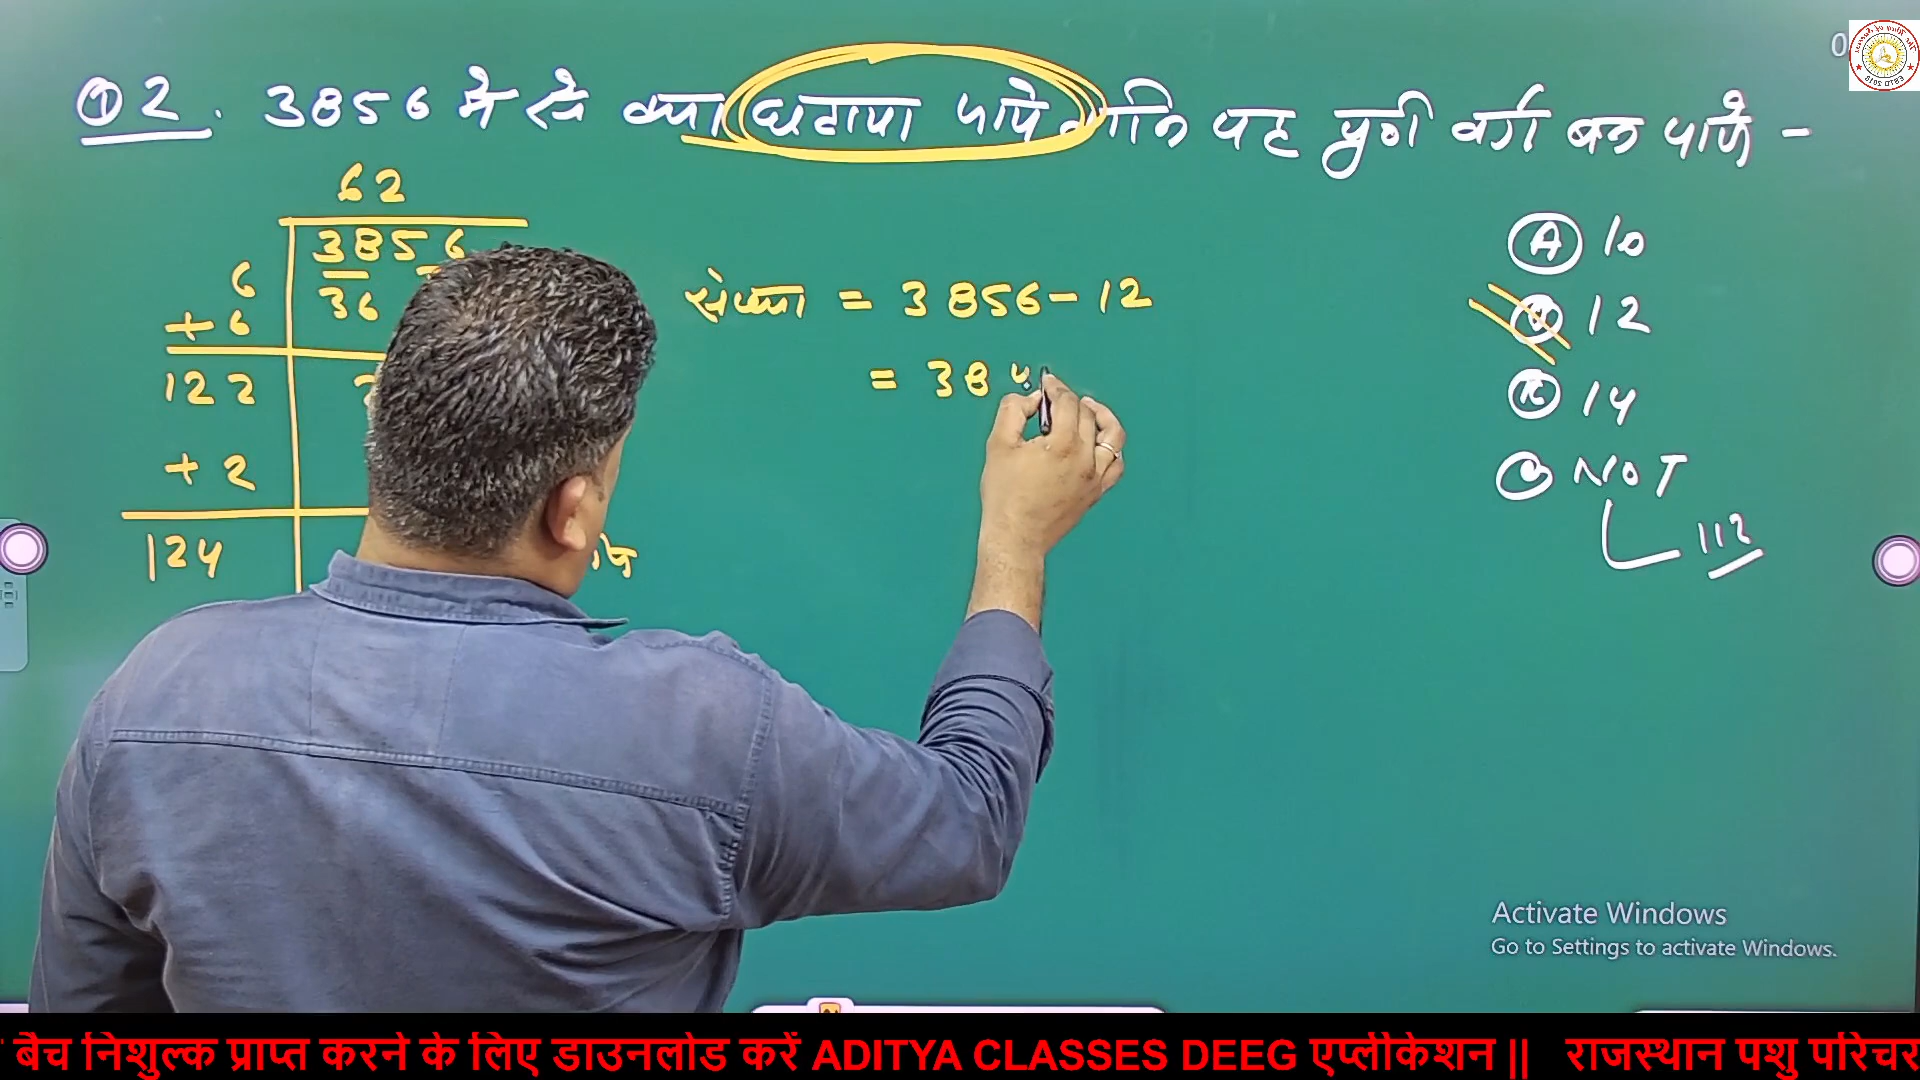 Q2. 3856 में से क्या घटाया जाये ताकि यह पूर्ण वर्ग बन जाये -
62
3856
6
36
+ 6
122
+ 2
124
संख्या = 3856 - 12
= 384
A 10
12
14
NOT
112
Activate Windows
Go to Settings to activate Windows.
बैच निशुल्क प्राप्त करने के लिए डाउनलोड करें ADITYA CLASSES DEEG एप्लीकेशन || राजस्थान पशु परिचर